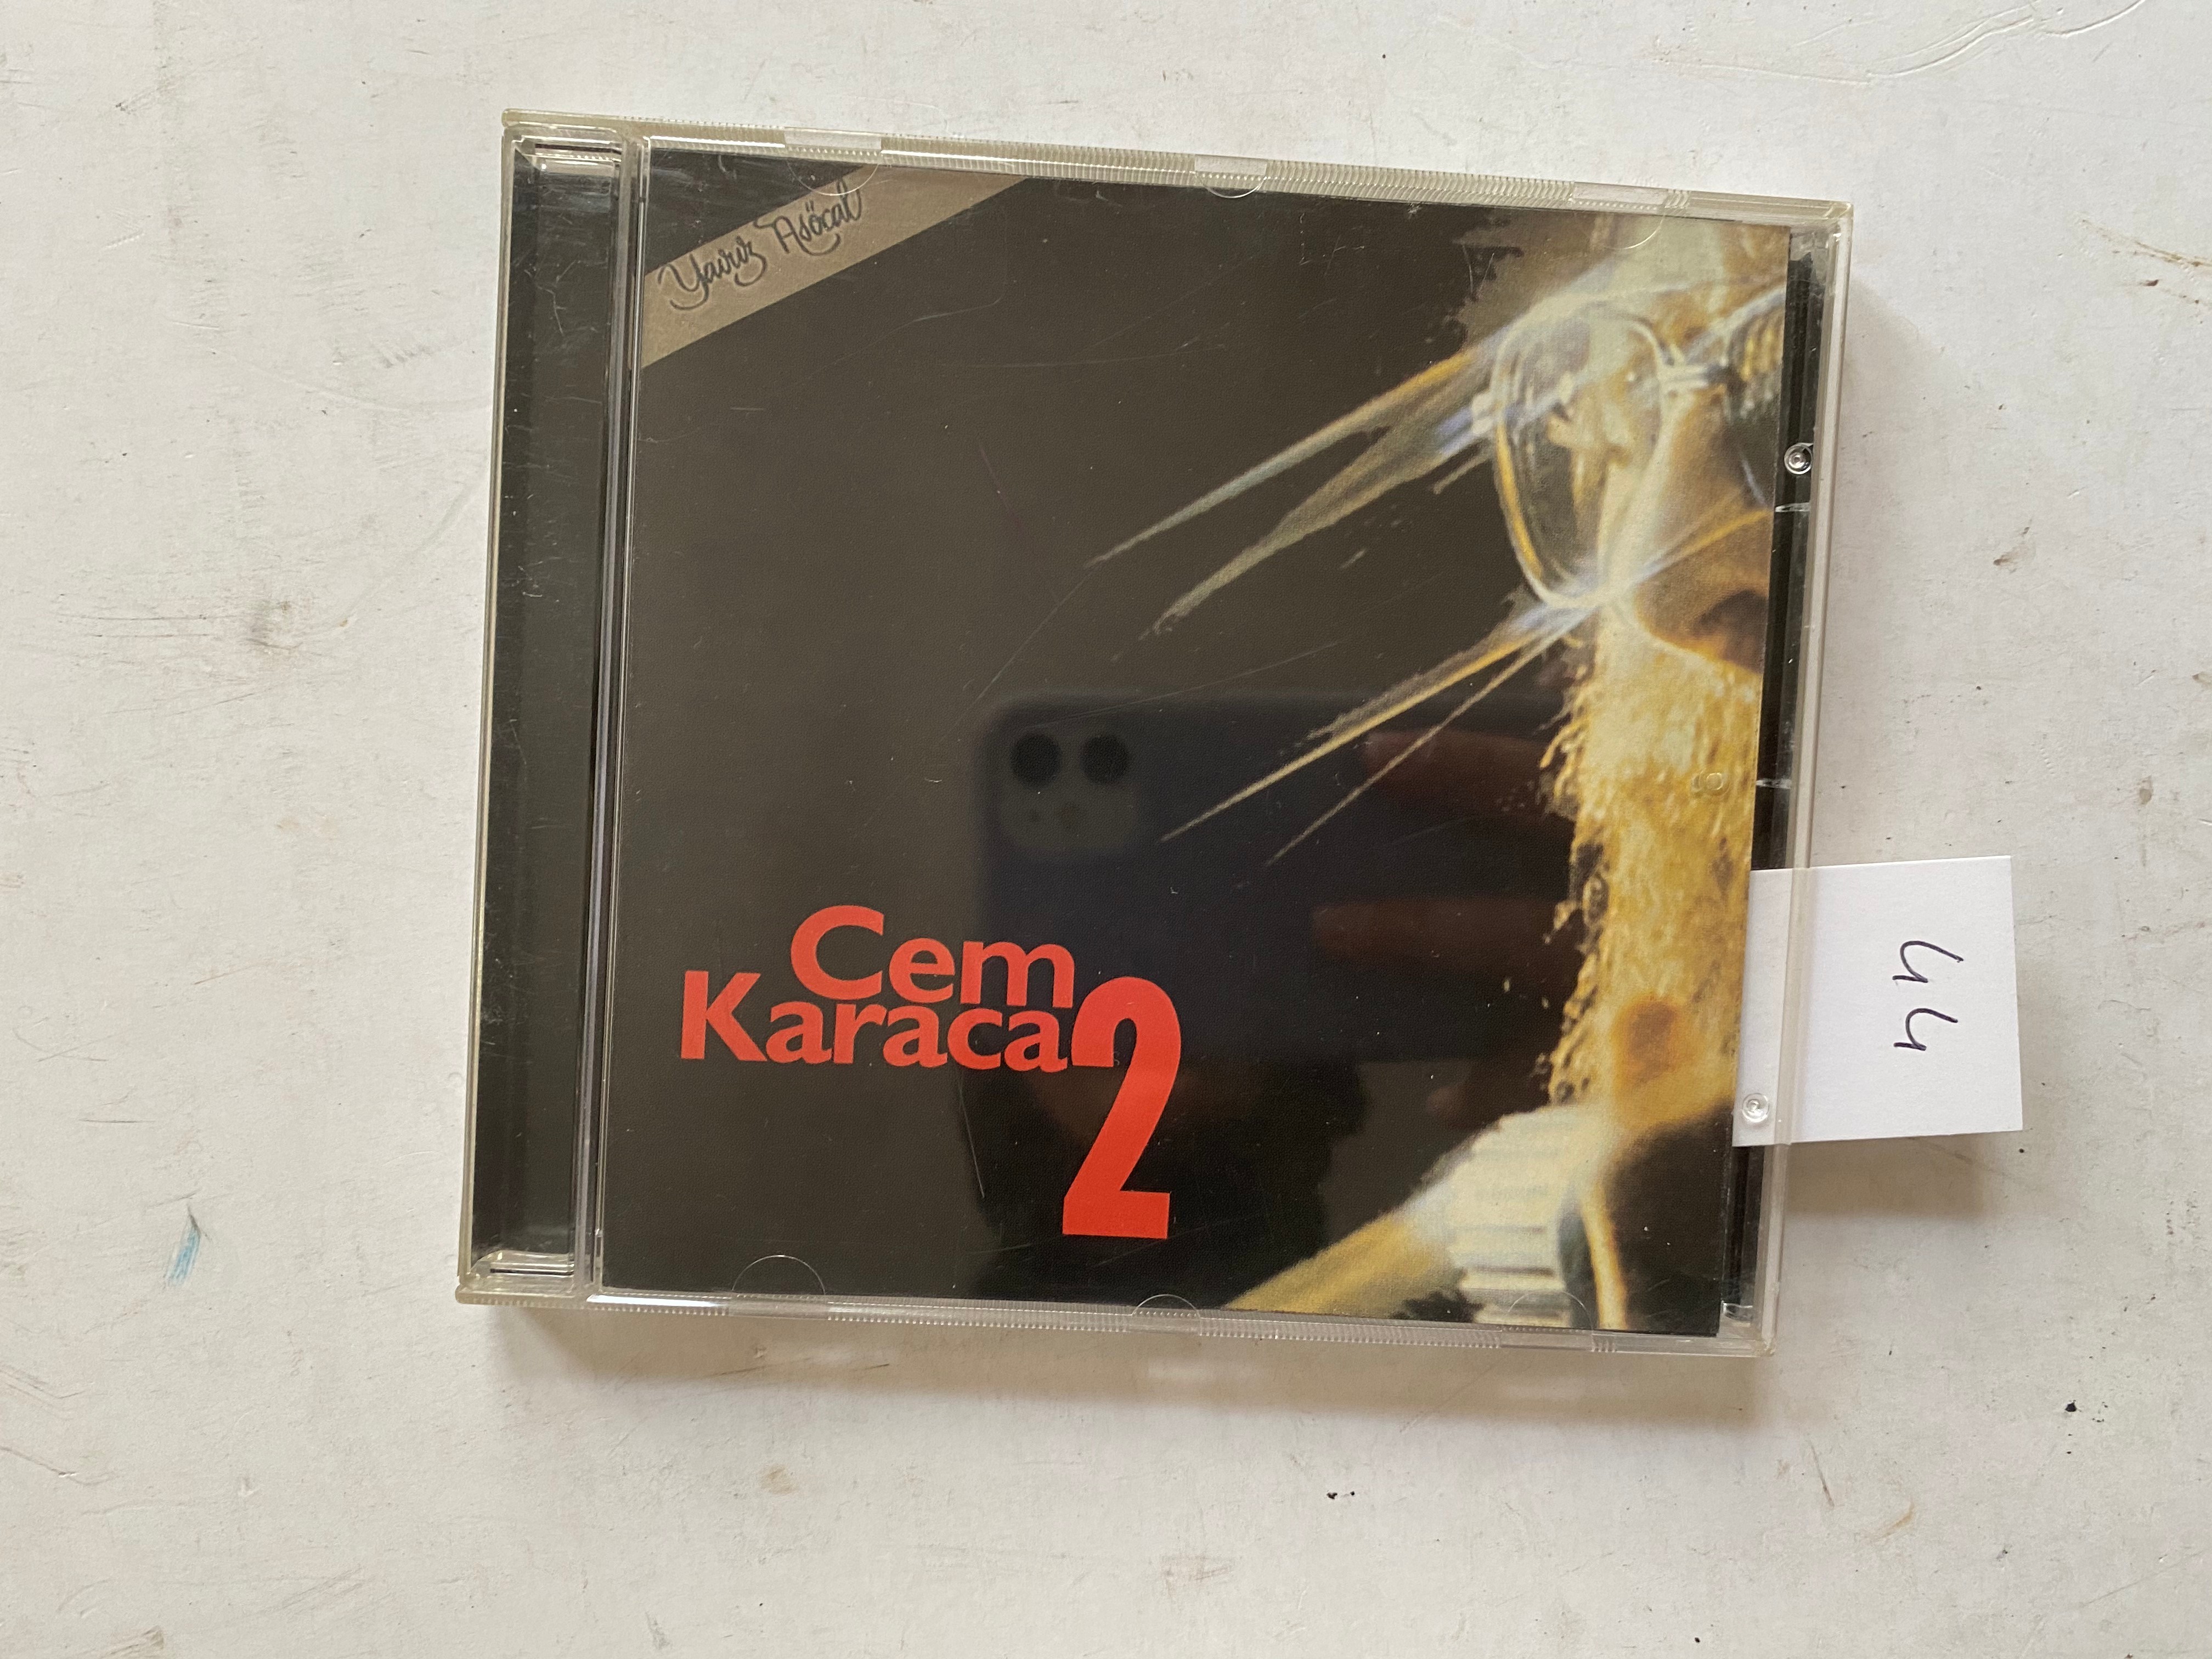 Yavuz Asöcal
Cem
Karaca 2
44